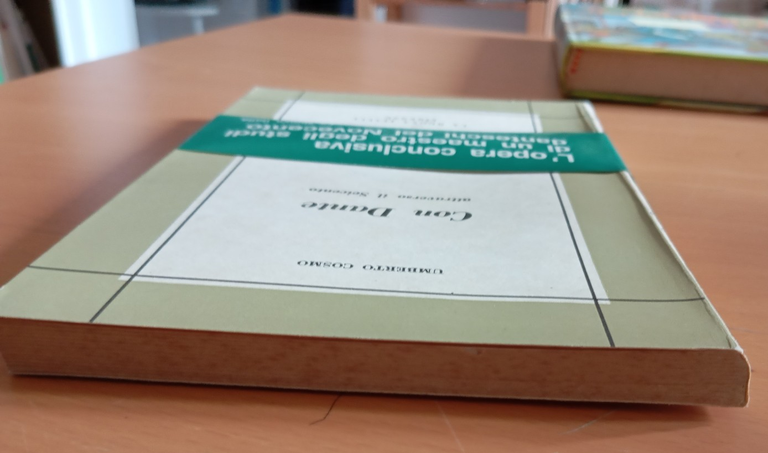 UMBERTO COSMO
Con Dante
attraverso il Seicento
L'opera conclusiva
di un maestro degli studi
danteschi del Novecento